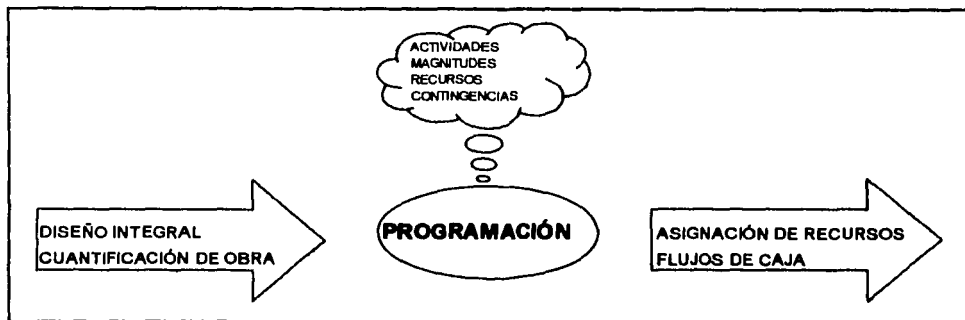 ACTIVIDADES
MAGNITUDES
RECURSOS
CONTINGENCIAS
DISEÑO INTEGRAL
CUANTIFICACIÓN DE OBRA
PROGRAMACIÓN
ASIGNACIÓN DE RECURSOS
FLUJOS DE CAJA